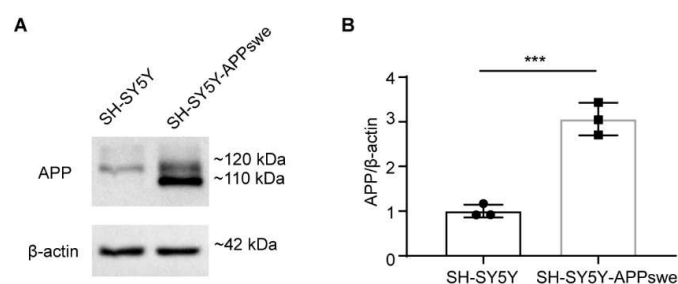 A
SH-SY5Y
SH-SY5Y-APPswe
APP
~120 kDa
~110 kDa
β-actin
~42 kDa
B
***
APP/β-actin
4
3
2
1
0
SH-SY5Y
SH-SY5Y-APPswe